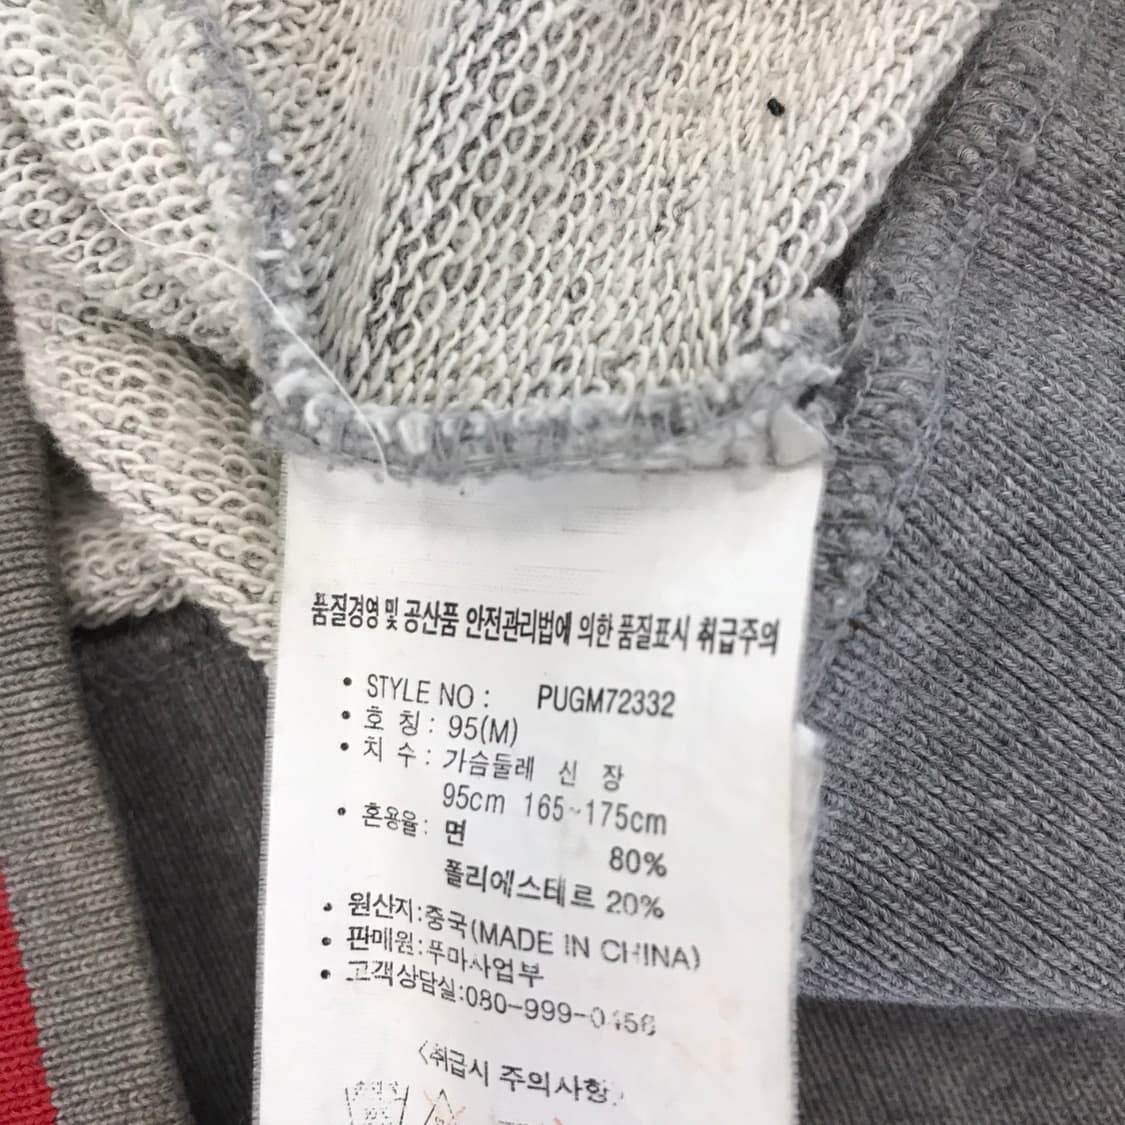 품질경영 및 공산품 안전관리법에 의한 품질표시 취급주의
• STYLE NO : PUGM72332
• 호 칭 : 95(M)
• 치 수 : 가슴둘레 신 장
95cm 165~175cm
• 혼용율 : 면 80%
폴리에스테르 20%
• 원산지:중국(MADE IN CHINA)
• 판매원:푸마사업부
• 고객상담실:080-999-0456
<취급시 주의사항>